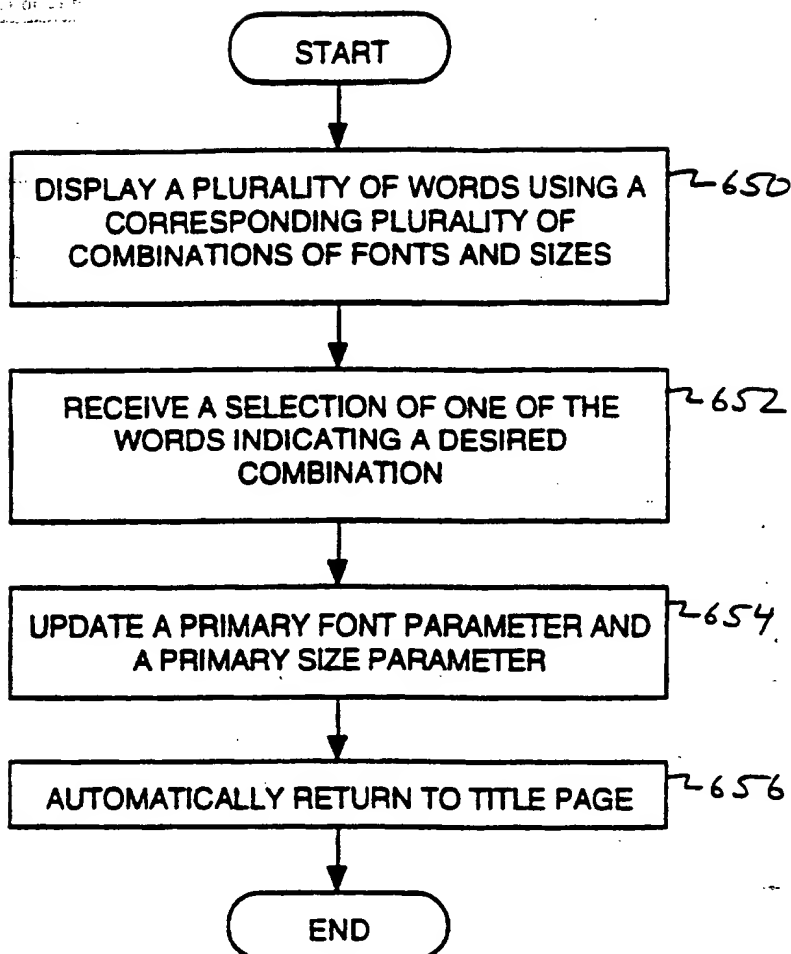 START
DISPLAY A PLURALITY OF WORDS USING A
CORRESPONDING PLURALITY OF
COMBINATIONS OF FONTS AND SIZES
650
RECEIVE A SELECTION OF ONE OF THE
WORDS INDICATING A DESIRED
COMBINATION
652
UPDATE A PRIMARY FONT PARAMETER AND
A PRIMARY SIZE PARAMETER
654
AUTOMATICALLY RETURN TO TITLE PAGE
656
END